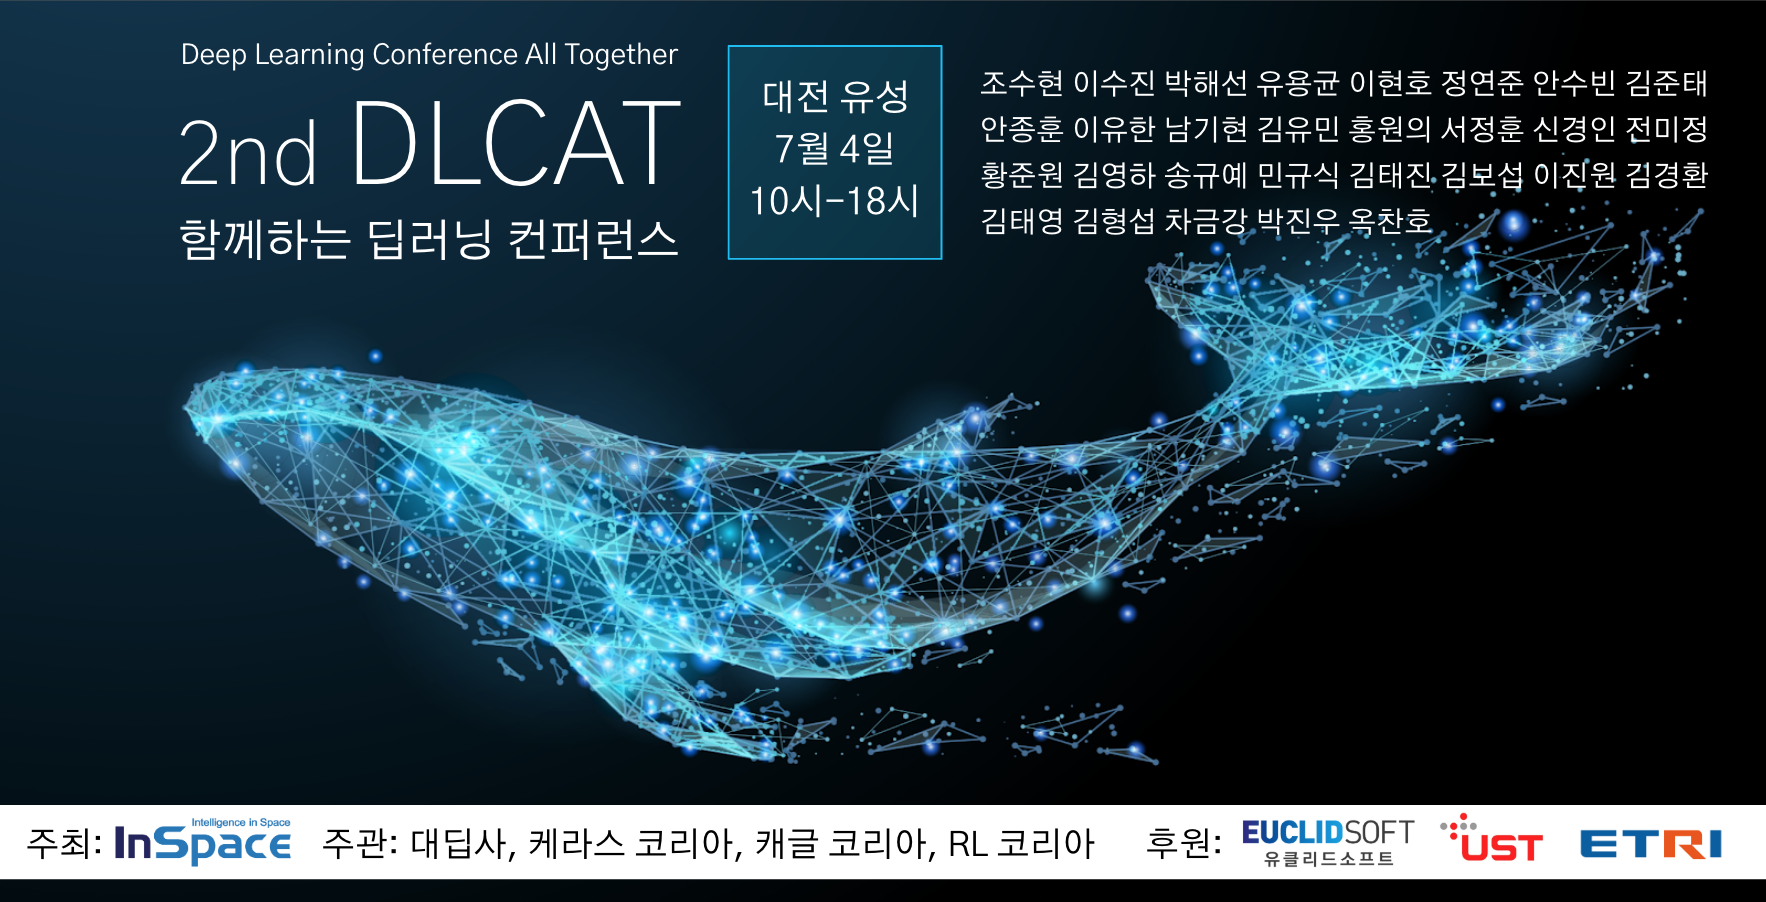 Deep Learning Conference All Together
2nd DLCAT
함께하는 딥러닝 컨퍼런스
대전 유성
7월 4일
10시-18시
조수현 이수진 박해선 유용균 이현호 정연준 안수빈 김준태
안종훈 이유한 남기현 김유민 홍원의 서정훈 신경인 전미정
황준원 김영하 송규예 민규식 김태진 김보섭 이진원 김경환
김태영 김형섭 차금강 박진우 옥찬호
주최: Intelligence in Space InSpace
주관: 대딥사, 케라스 코리아, 캐글 코리아, RL 코리아
후원: EUCLIDSOFT 유클리드소프트 UST ETRI